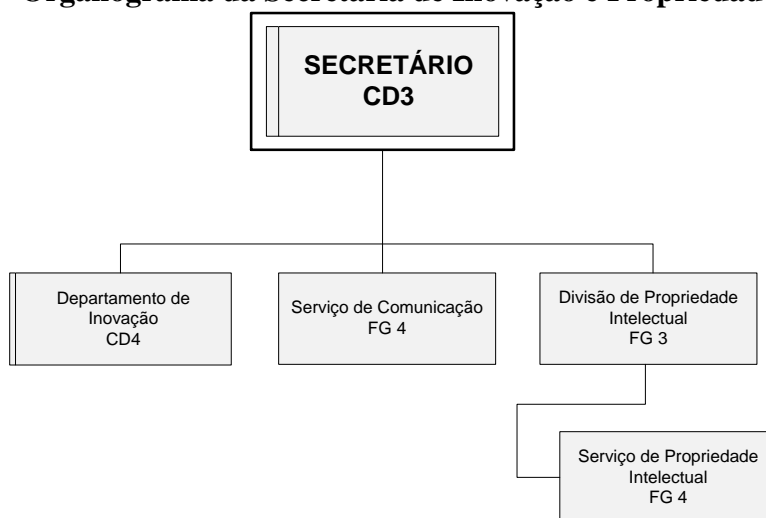 Organograma da Secretaria de Inovação e Propriedad
SECRETÁRIO
CD3
Departamento de
Inovação
CD4
Serviço de Comunicação
FG 4
Divisão de Propriedade
Intelectual
FG 3
Serviço de Propriedade
Intelectual
FG 4